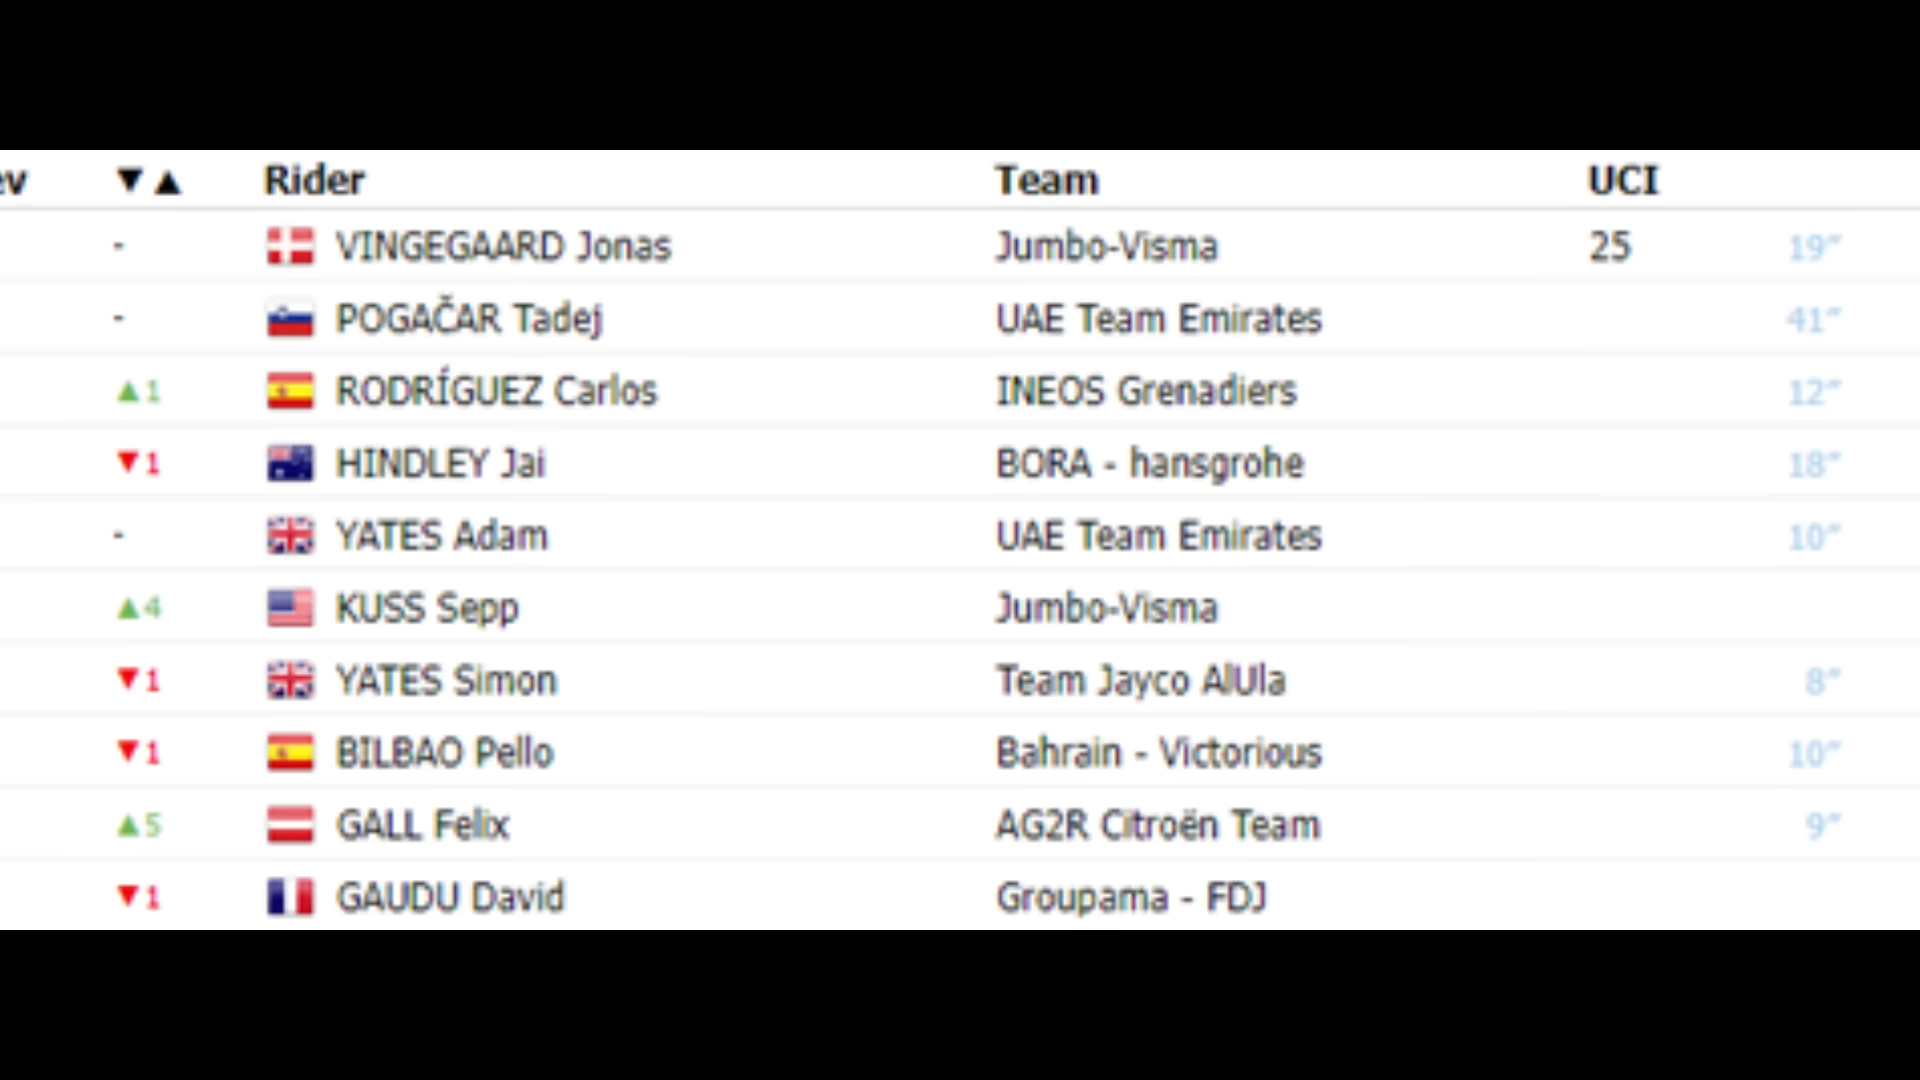 ev ▼▲ Rider Team UCI
- VINGEGAARD Jonas Jumbo-Visma 25 19″
- POGAČAR Tadej UAE Team Emirates 41″
▲1 RODRÍGUEZ Carlos INEOS Grenadiers 12″
▼1 HINDLEY Jai BORA - hansgrohe 18″
- YATES Adam UAE Team Emirates 10″
▲4 KUSS Sepp Jumbo-Visma
▼1 YATES Simon Team Jayco AlUla 8″
▼1 BILBAO Pello Bahrain - Victorious 10″
▲5 GALL Felix AG2R Citroën Team 9″
▼1 GAUDU David Groupama - FDJ